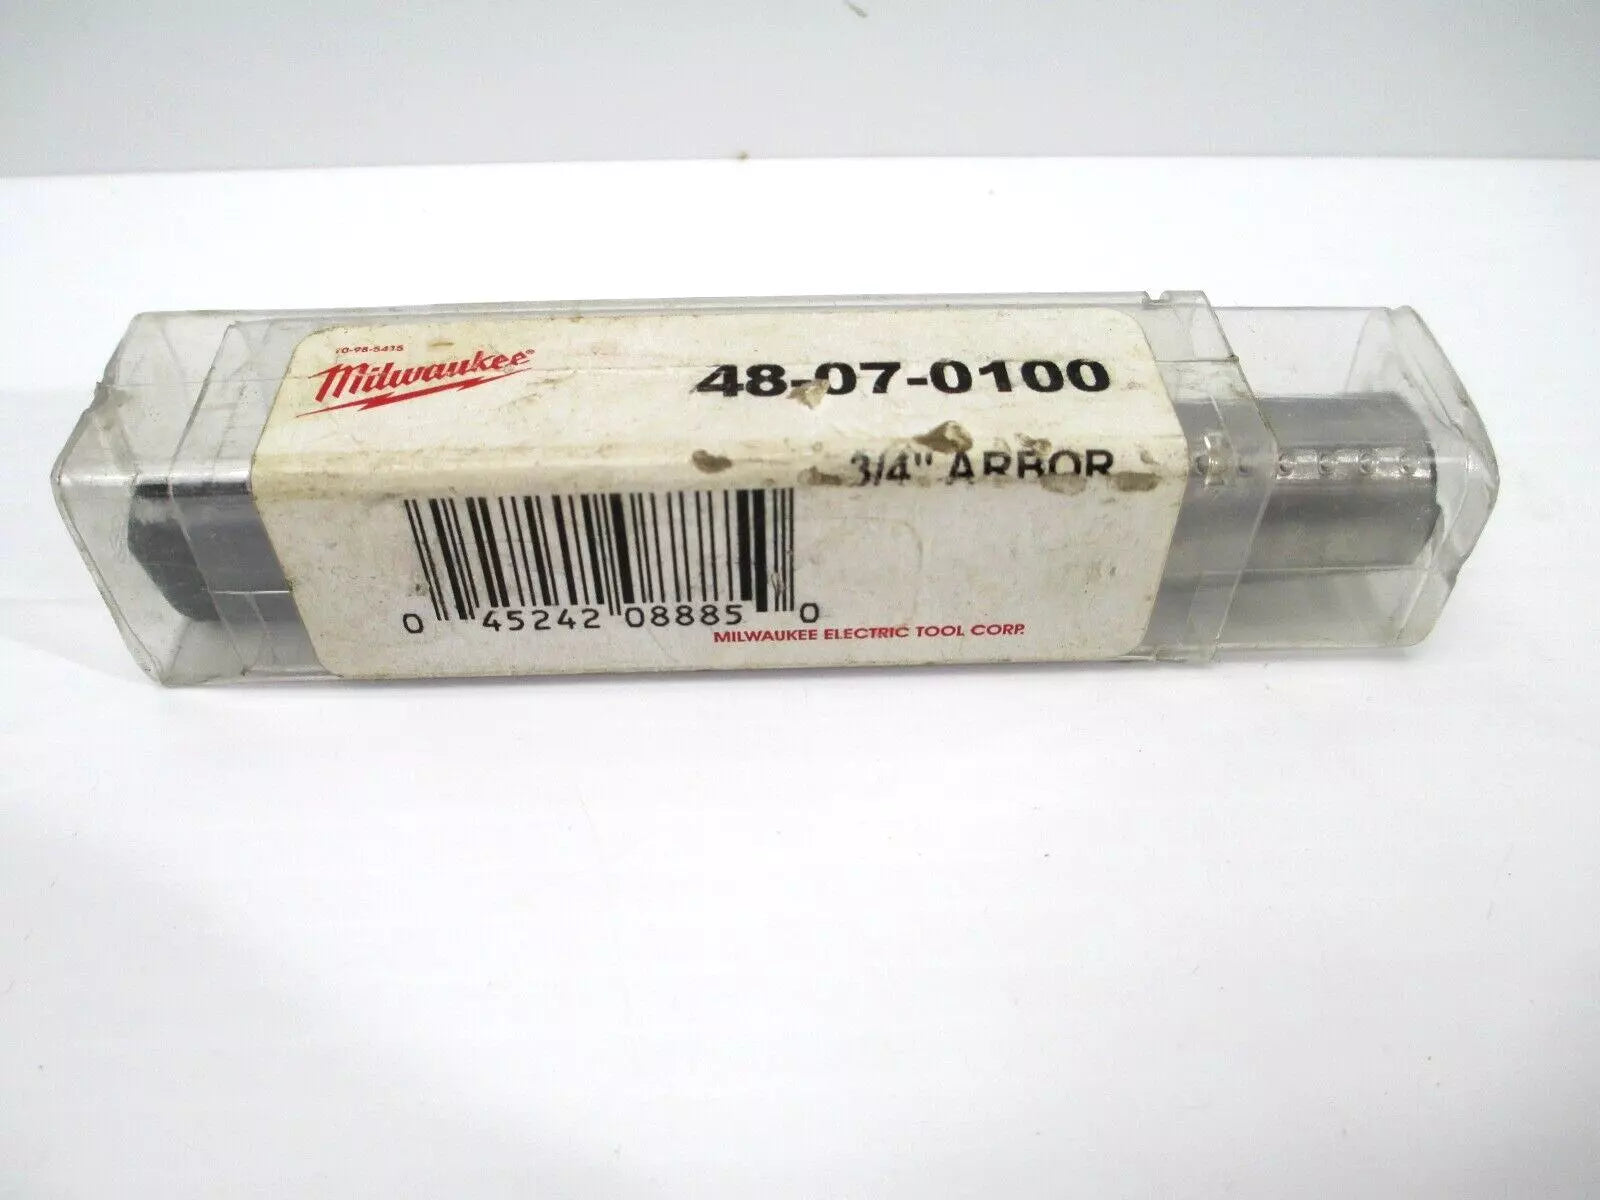 10-98-5435
Milwaukee®
48-07-0100
3/4" ARBOR
0 45242 08885 0
MILWAUKEE ELECTRIC TOOL CORP.